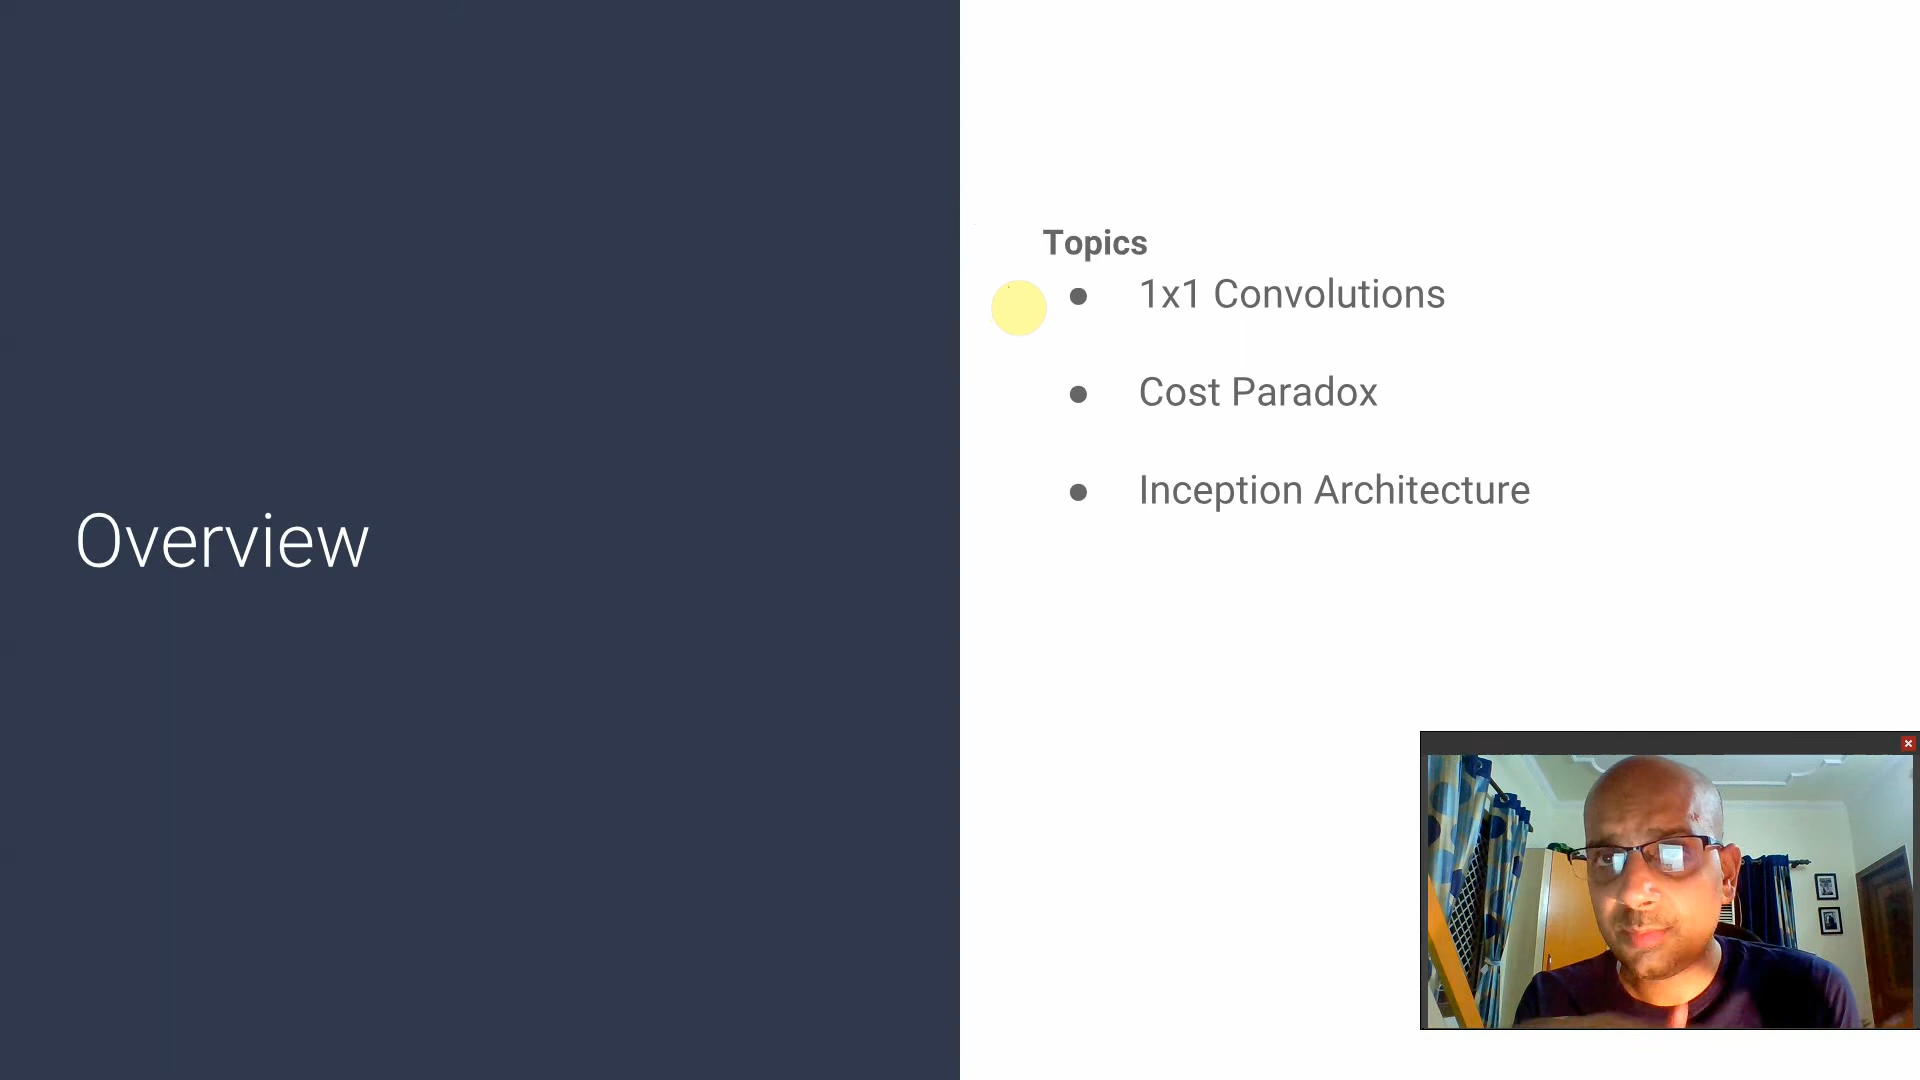 Overview
Topics
1x1 Convolutions
Cost Paradox
Inception Architecture